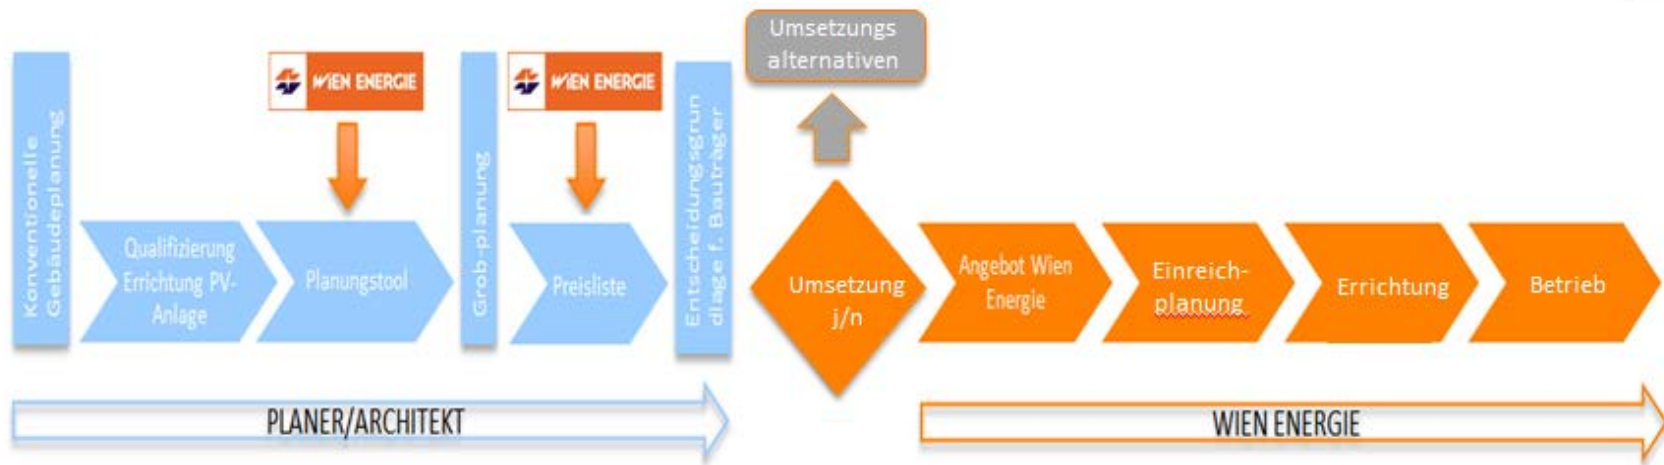 Umsetzungs
alternativen
WIEN ENERGIE
WIEN ENERGIE
Konventionelle
Gebäudeplanung
Qualifizierung
Errichtung PV-
Anlage
Planungstool
Grob-planung
Preisliste
Entscheidungsgrun
dlage f. Bauträger
Umsetzung
j/n
Angebot Wien
Energie
Einreich-
planung
Errichtung
Betrieb
PLANER/ARCHITEKT
WIEN ENERGIE